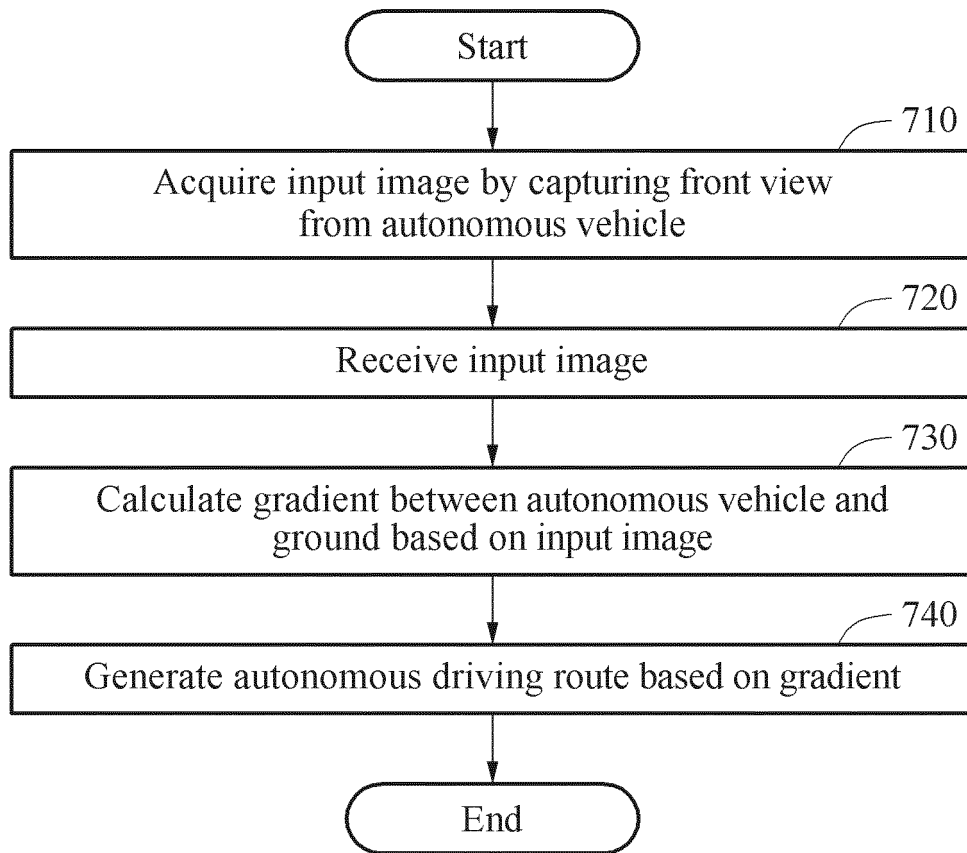 Start
710
Acquire input image by capturing front view
from autonomous vehicle
720
Receive input image
730
Calculate gradient between autonomous vehicle and
ground based on input image
740
Generate autonomous driving route based on gradient
End